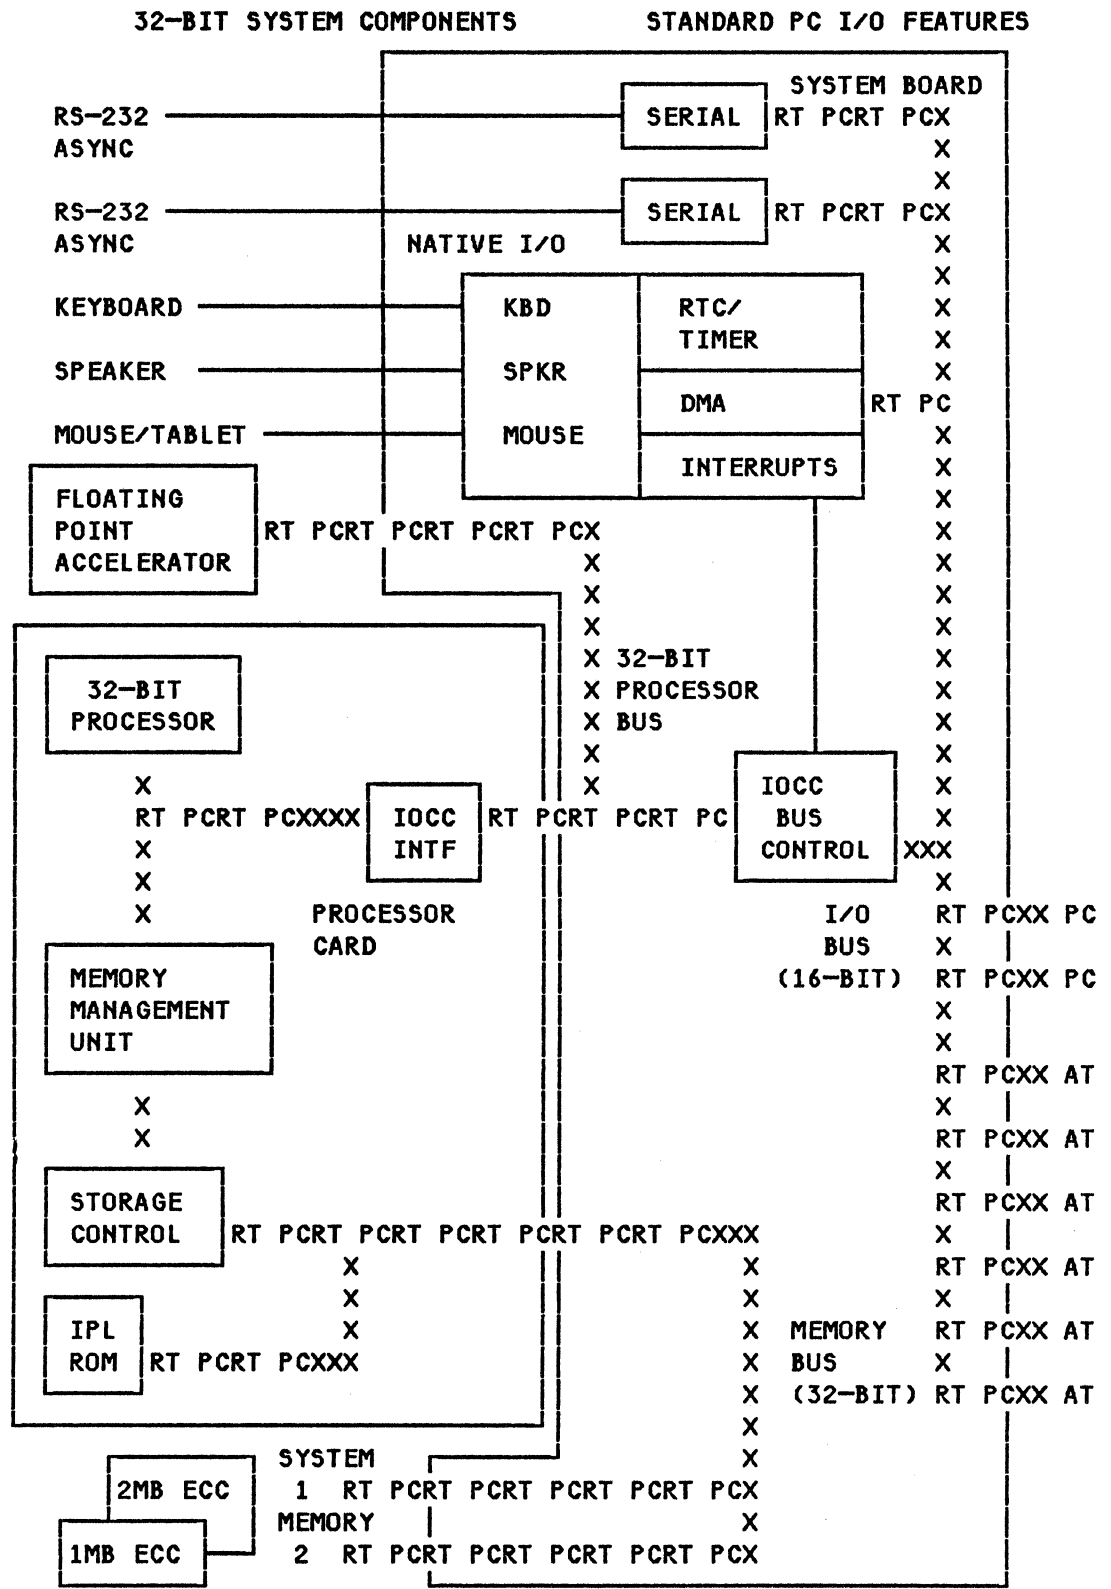 32-BIT SYSTEM COMPONENTS STANDARD PC I/O FEATURES
SYSTEM BOARD
RS-232 SERIAL RT PCRT PCX
ASYNC X
X
RS-232 SERIAL RT PCRT PCX
ASYNC NATIVE I/O X
X
KEYBOARD KBD RTC/ X
TIMER X
SPEAKER SPKR X
DMA RT PC
MOUSE/TABLET MOUSE X
INTERRUPTS X
FLOATING X
POINT RT PCRT PCRT PCRT PCX X
ACCELERATOR X X
X X
X X
X 32-BIT X
32-BIT X PROCESSOR X
PROCESSOR X BUS X
X X
X X IOCC X
RT PCRT PCXXXX IOCC RT PCRT PCRT PC BUS X
X INTF CONTROL XXX
X X
X PROCESSOR I/O RT PCXX PC
CARD BUS X
MEMORY (16-BIT) RT PCXX PC
MANAGEMENT X
UNIT X
RT PCXX AT
X X
X RT PCXX AT
X
STORAGE RT PCXX AT
CONTROL RT PCRT PCRT PCRT PCRT PCRT PCXXX X
X X RT PCXX AT
X X X
IPL X X MEMORY RT PCXX AT
ROM RT PCRT PCXXX X BUS X
X (32-BIT) RT PCXX AT
X
SYSTEM X
2MB ECC 1 RT PCRT PCRT PCRT PCRT PCX
MEMORY X
1MB ECC 2 RT PCRT PCRT PCRT PCRT PCX